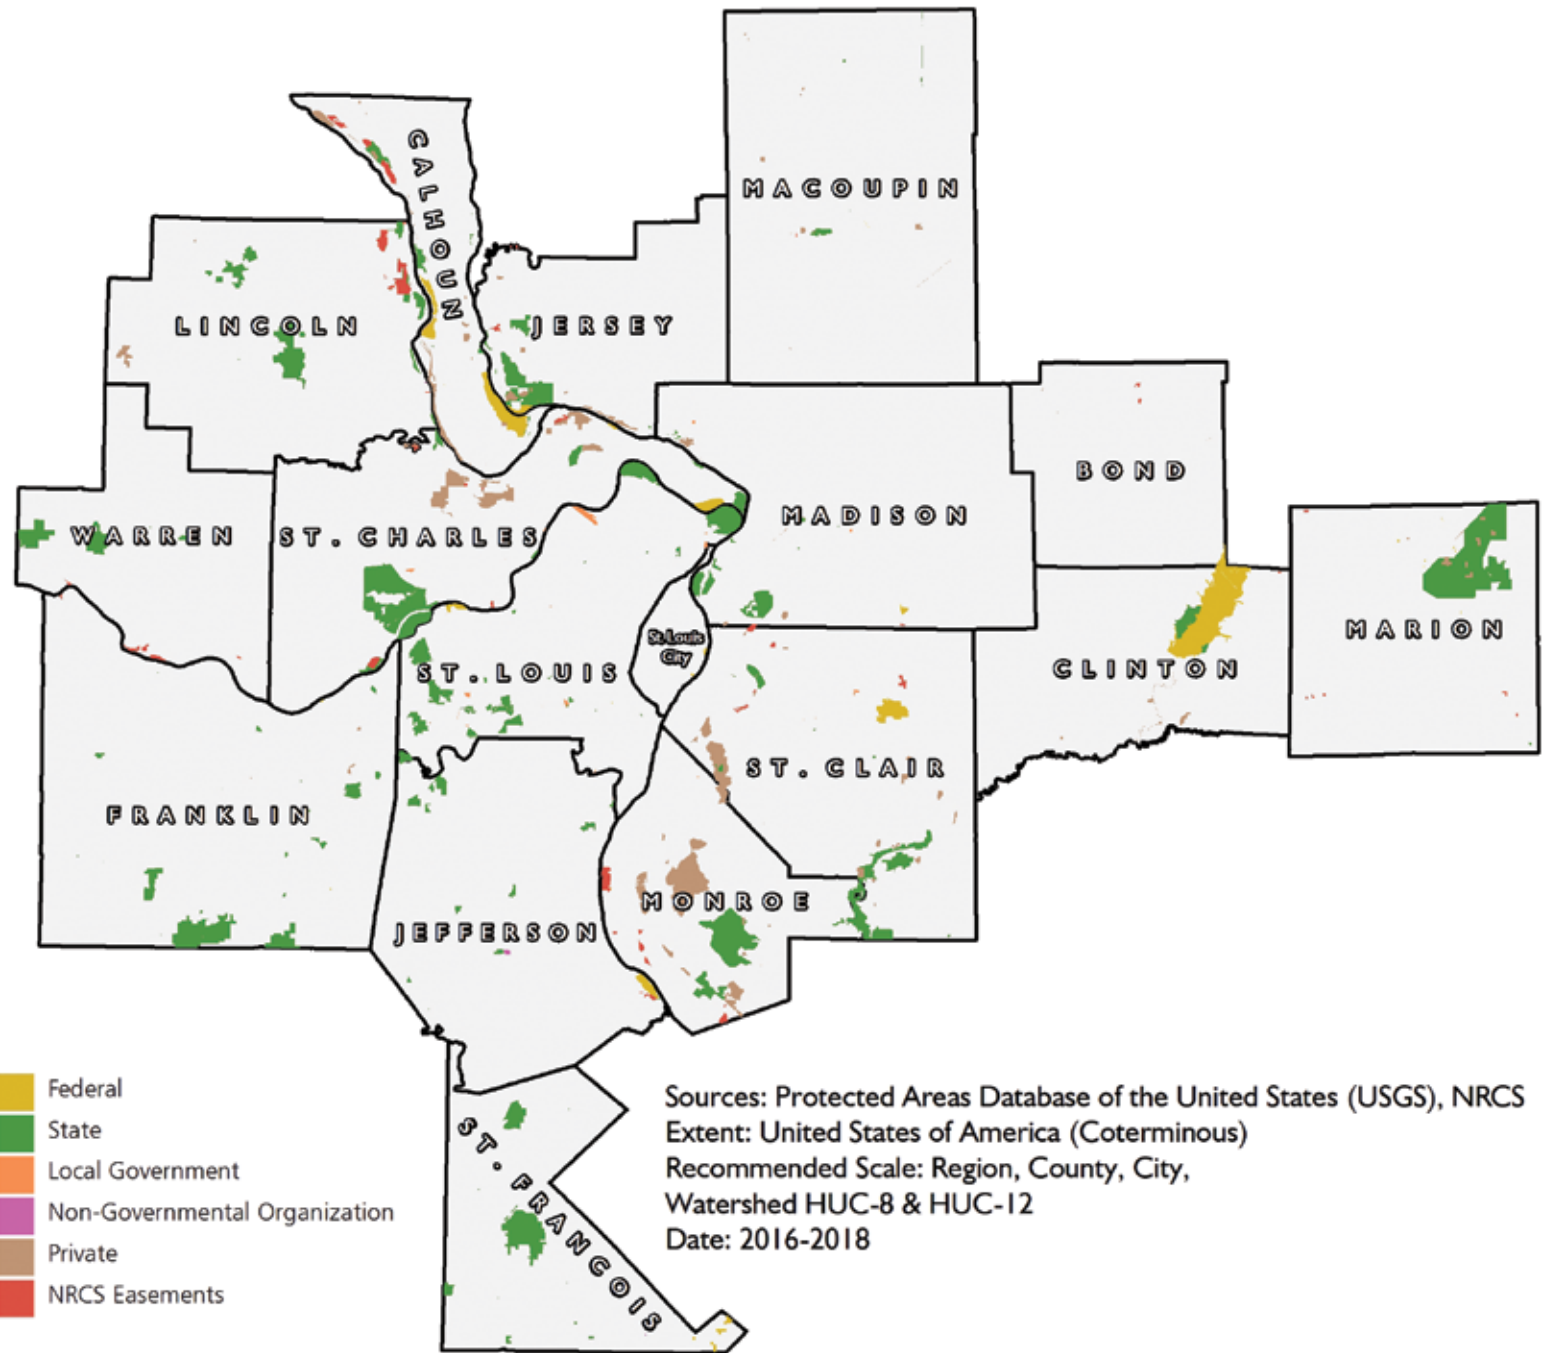 CALHOUN
MACOUPIN
LINCOLN
JERSEY
BOND
WARREN
ST. CHARLES
MADISON
MARION
St. Louis
City
ST. LOUIS
CLINTON
ST. CLAIR
FRANKLIN
MONROE
JEFFERSON
ST. FRANCOIS
Federal
State
Local Government
Non-Governmental Organization
Private
NRCS Easements
Sources: Protected Areas Database of the United States (USGS), NRCS
Extent: United States of America (Coterminous)
Recommended Scale: Region, County, City,
Watershed HUC-8 & HUC-12
Date: 2016-2018